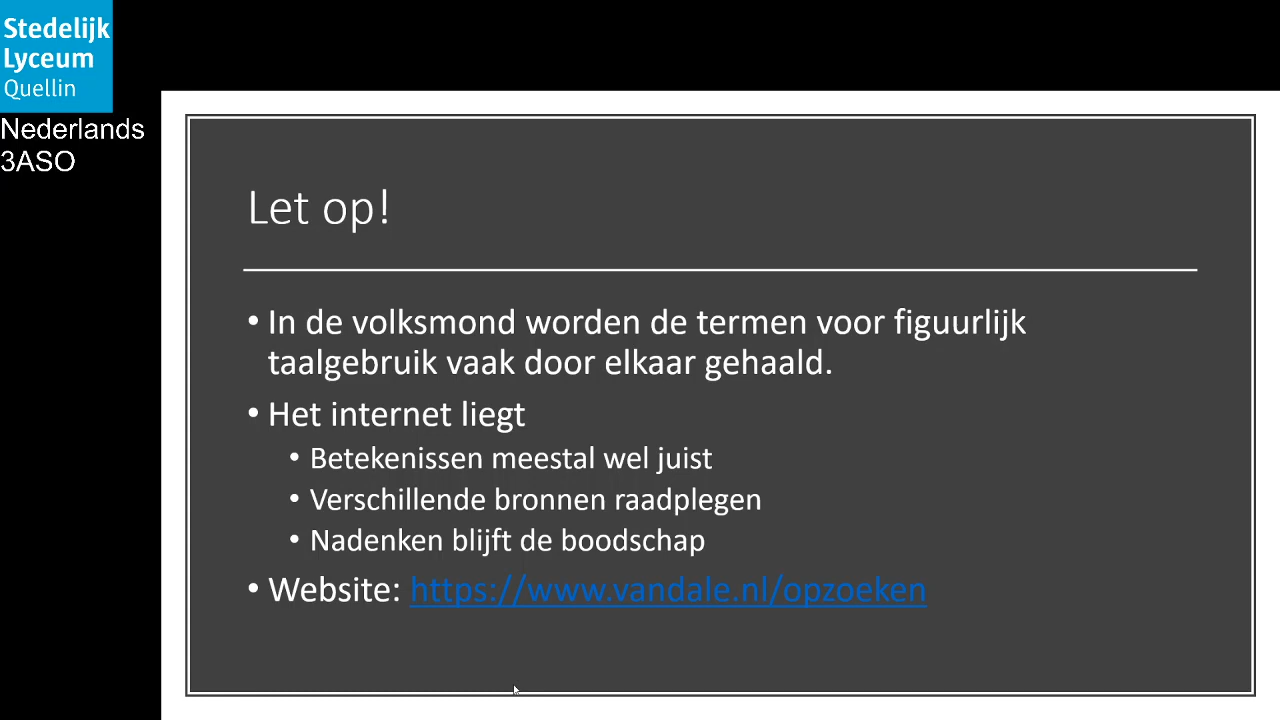 Stedelijk
Lyceum
Quellin
Nederlands
3ASO
Let op!
• In de volksmond worden de termen voor figuurlijk
taalgebruik vaak door elkaar gehaald.
• Het internet liegt
• Betekenissen meestal wel juist
• Verschillende bronnen raadplegen
• Nadenken blijft de boodschap
• Website: https://www.vandale.nl/opzoeken